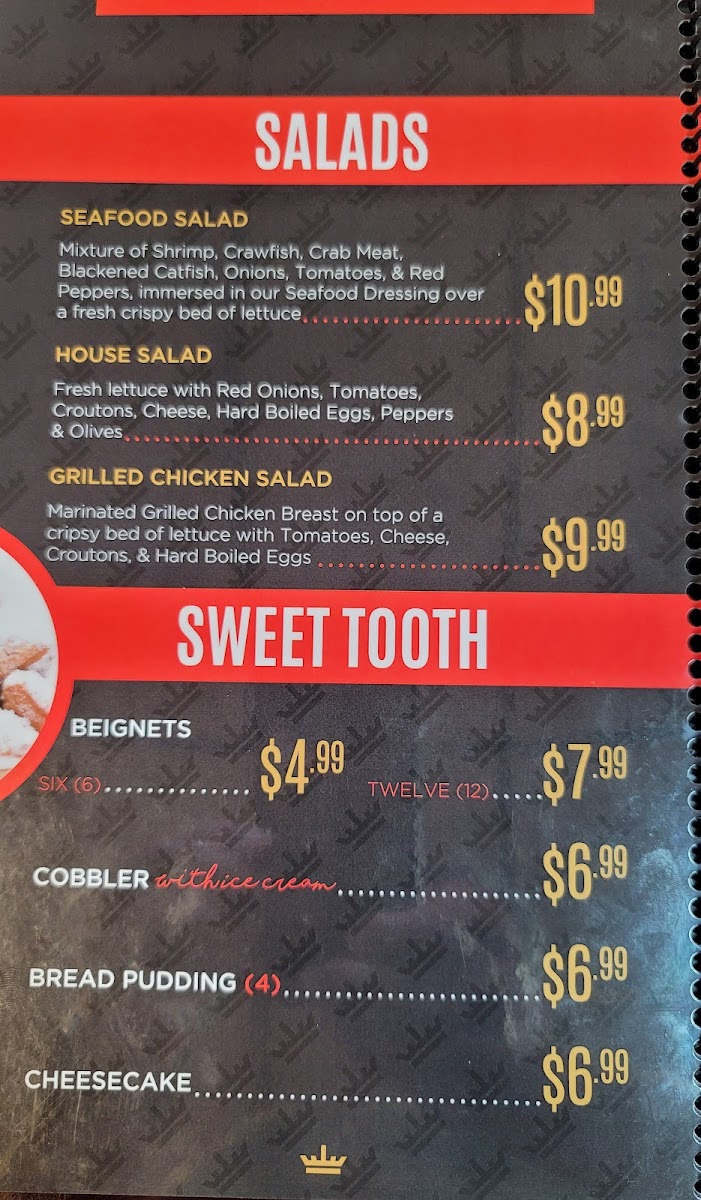 SALADS
SEAFOOD SALAD
Mixture of Shrimp, Crawfish, Crab Meat,
Blackened Catfish, Onions, Tomatoes, & Red
Peppers, immersed in our Seafood Dressing over
a fresh crispy bed of lettuce $10.99
HOUSE SALAD
Fresh lettuce with Red Onions, Tomatoes,
Croutons, Cheese, Hard Boiled Eggs, Peppers
& Olives $8.99
GRILLED CHICKEN SALAD
Marinated Grilled Chicken Breast on top of a
cripsy bed of lettuce with Tomatoes, Cheese,
Croutons, & Hard Boiled Eggs $9.99
SWEET TOOTH
BEIGNETS
SIX (6) $4.99 TWELVE (12) $7.99
COBBLER with ice cream $6.99
BREAD PUDDING (4) $6.99
CHEESECAKE $6.99